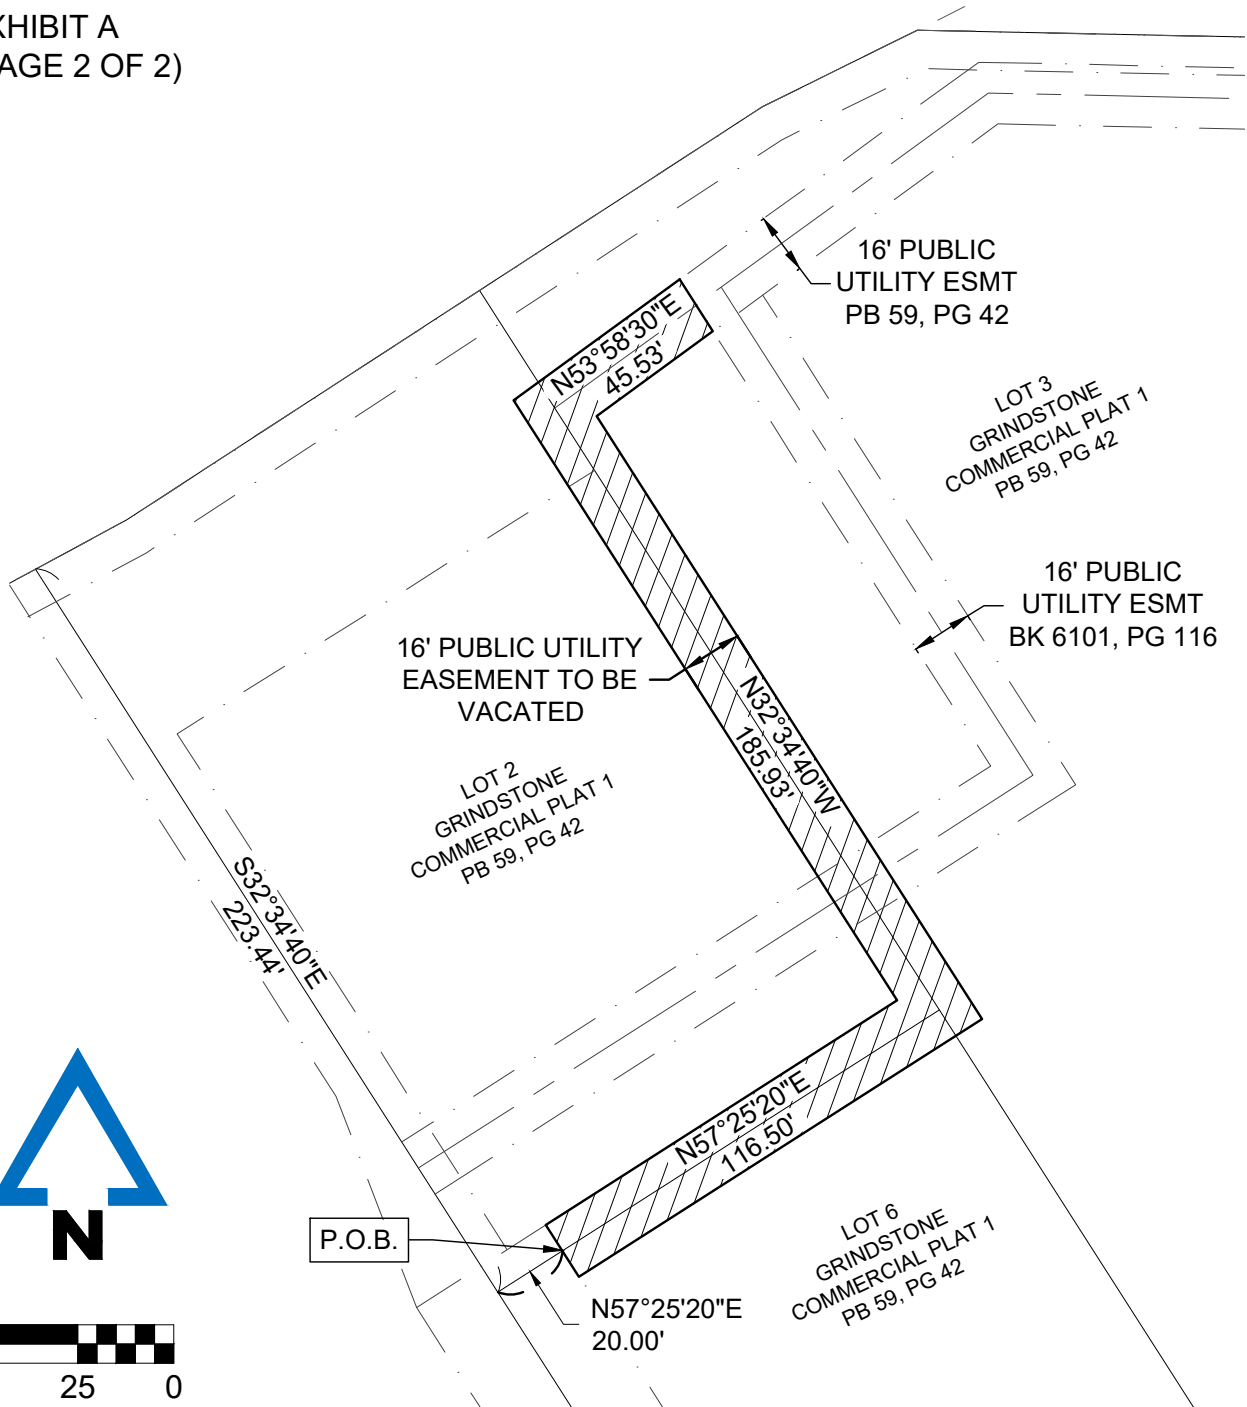 XHIBIT A
AGE 2 OF 2)
16' PUBLIC
UTILITY ESMT
PB 59, PG 42
N53°58'30"E
45.53'
LOT 3
GRINDSTONE
COMMERCIAL PLAT 1
PB 59, PG 42
16' PUBLIC
UTILITY ESMT
BK 6101, PG 116
16' PUBLIC UTILITY
EASEMENT TO BE
VACATED
N32°34'40"W
185.93'
LOT 2
GRINDSTONE
COMMERCIAL PLAT 1
PB 59, PG 42
S32°34'40"E
223.44'
N57°25'20"E
116.50'
P.O.B.
LOT 6
GRINDSTONE
COMMERCIAL PLAT 1
PB 59, PG 42
N57°25'20"E
20.00'
N
25 0